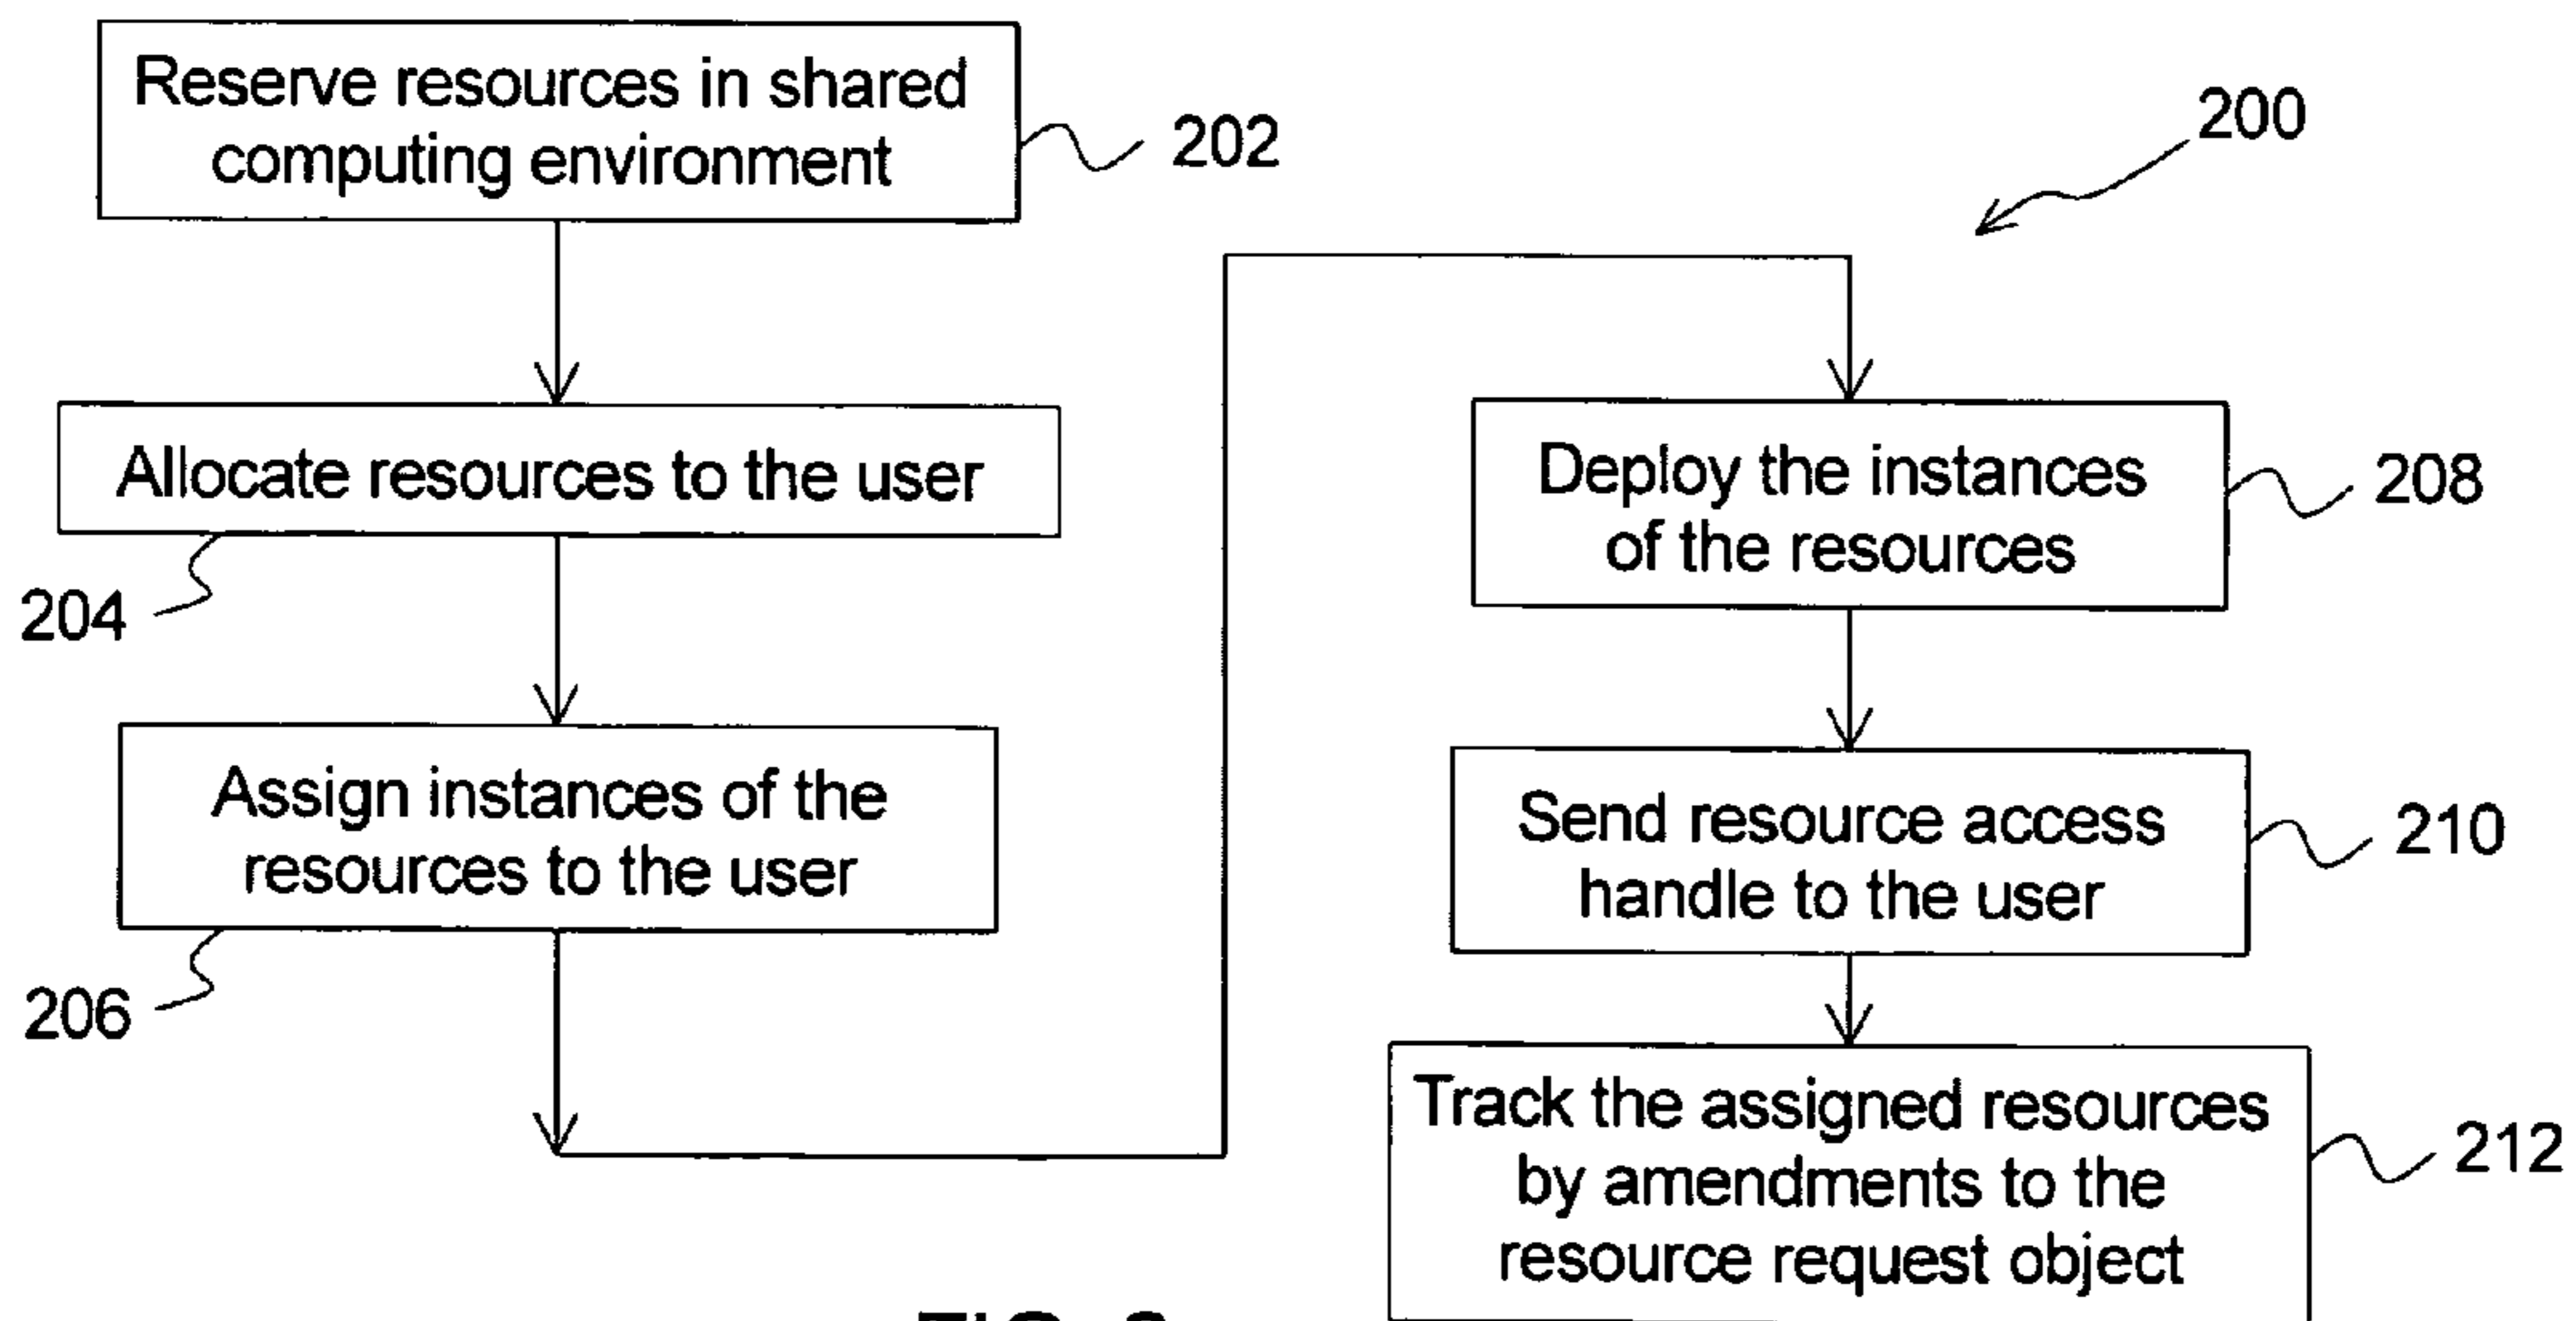 Reserve resources in shared
computing environment
202
200
Allocate resources to the user
204
Assign instances of the
resources to the user
206
Deploy the instances
of the resources
208
Send resource access
handle to the user
210
Track the assigned resources
by amendments to the
resource request object
212